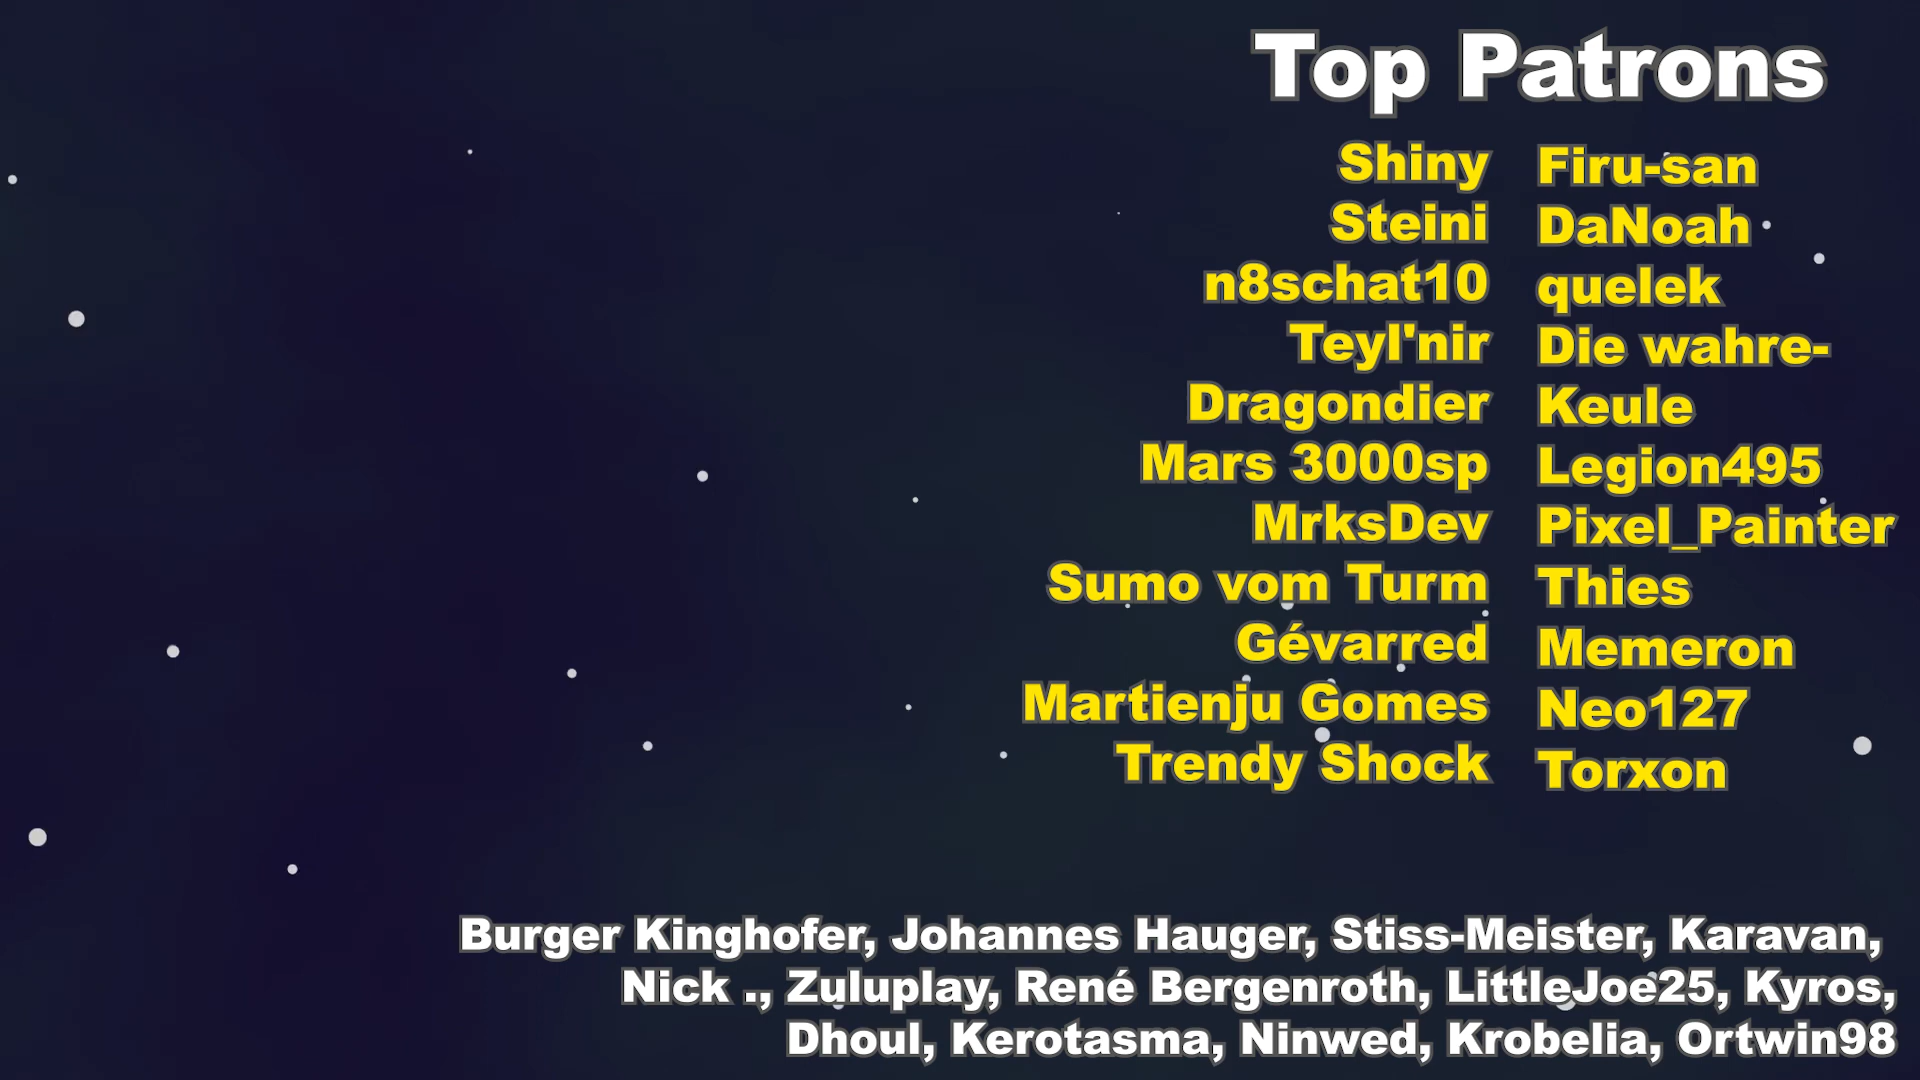 Top Patrons
Shiny
Steini
n8schat10
Teyl'nir
Dragondier
Mars 3000sp
MrksDev
Sumo vom Turm
Gévarred
Martienju Gomes
Trendy Shock
Firu-san
DaNoah
quelek
Die wahre-
Keule
Legion495
Pixel_Painter
Thies
Memeron
Neo127
Torxon
Burger Kinghofer, Johannes Hauger, Stiss-Meister, Karavan,
Nick ., Zuluplay, René Bergenroth, LittleJoe25, Kyros,
Dhoul, Kerotasma, Ninwed, Krobelia, Ortwin98